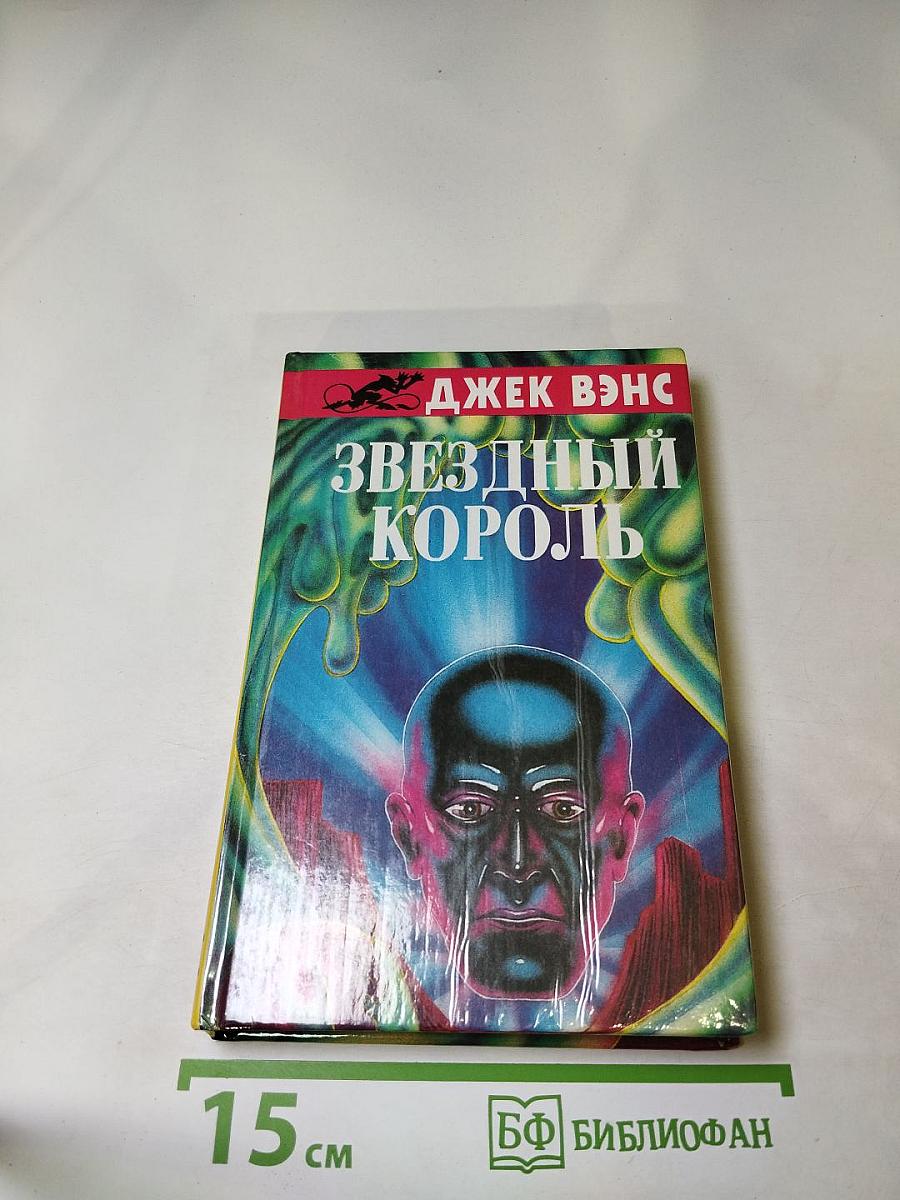 ДЖЕК ВЭНС
ЗВЕЗДНЫЙ
КОРОЛЬ
15 см
БФ БИБЛИОФАН